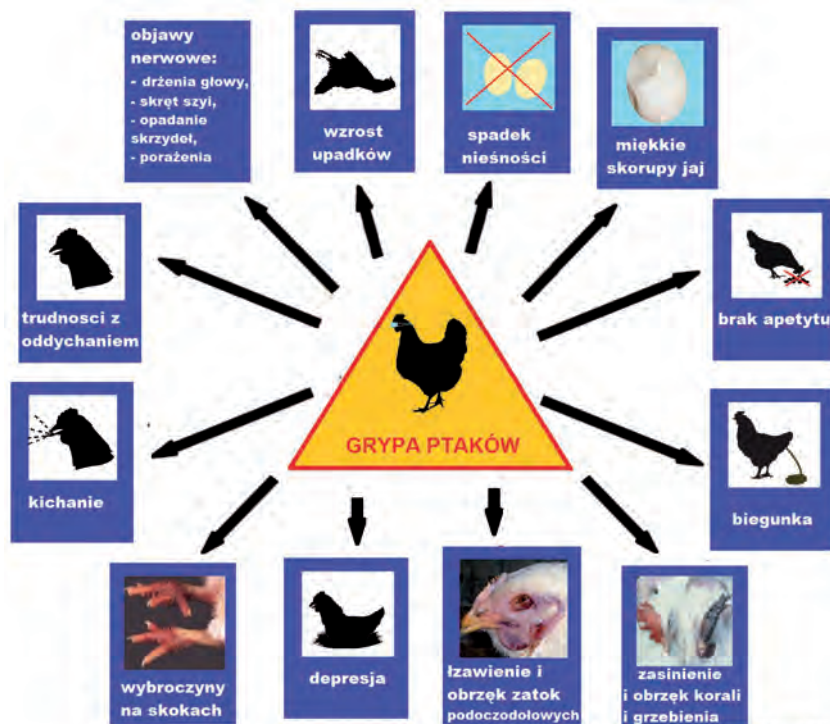 objawy
nerwowe:
- drżenia głowy,
- skręt szyi,
- opadanie
skrzydeł,
- porażenia
wzrost
upadków
spadek
nieśności
miękkie
skorupy jaj
trudnosci z
oddychaniem
brak apetytu
GRYPA PTAKÓW
kichanie
biegunka
wybroczyny
na skokach
depresja
łzawienie i
obrzęk zatok
podoczodołowych
zasinienie
i obrzęk korali
i grzebienia